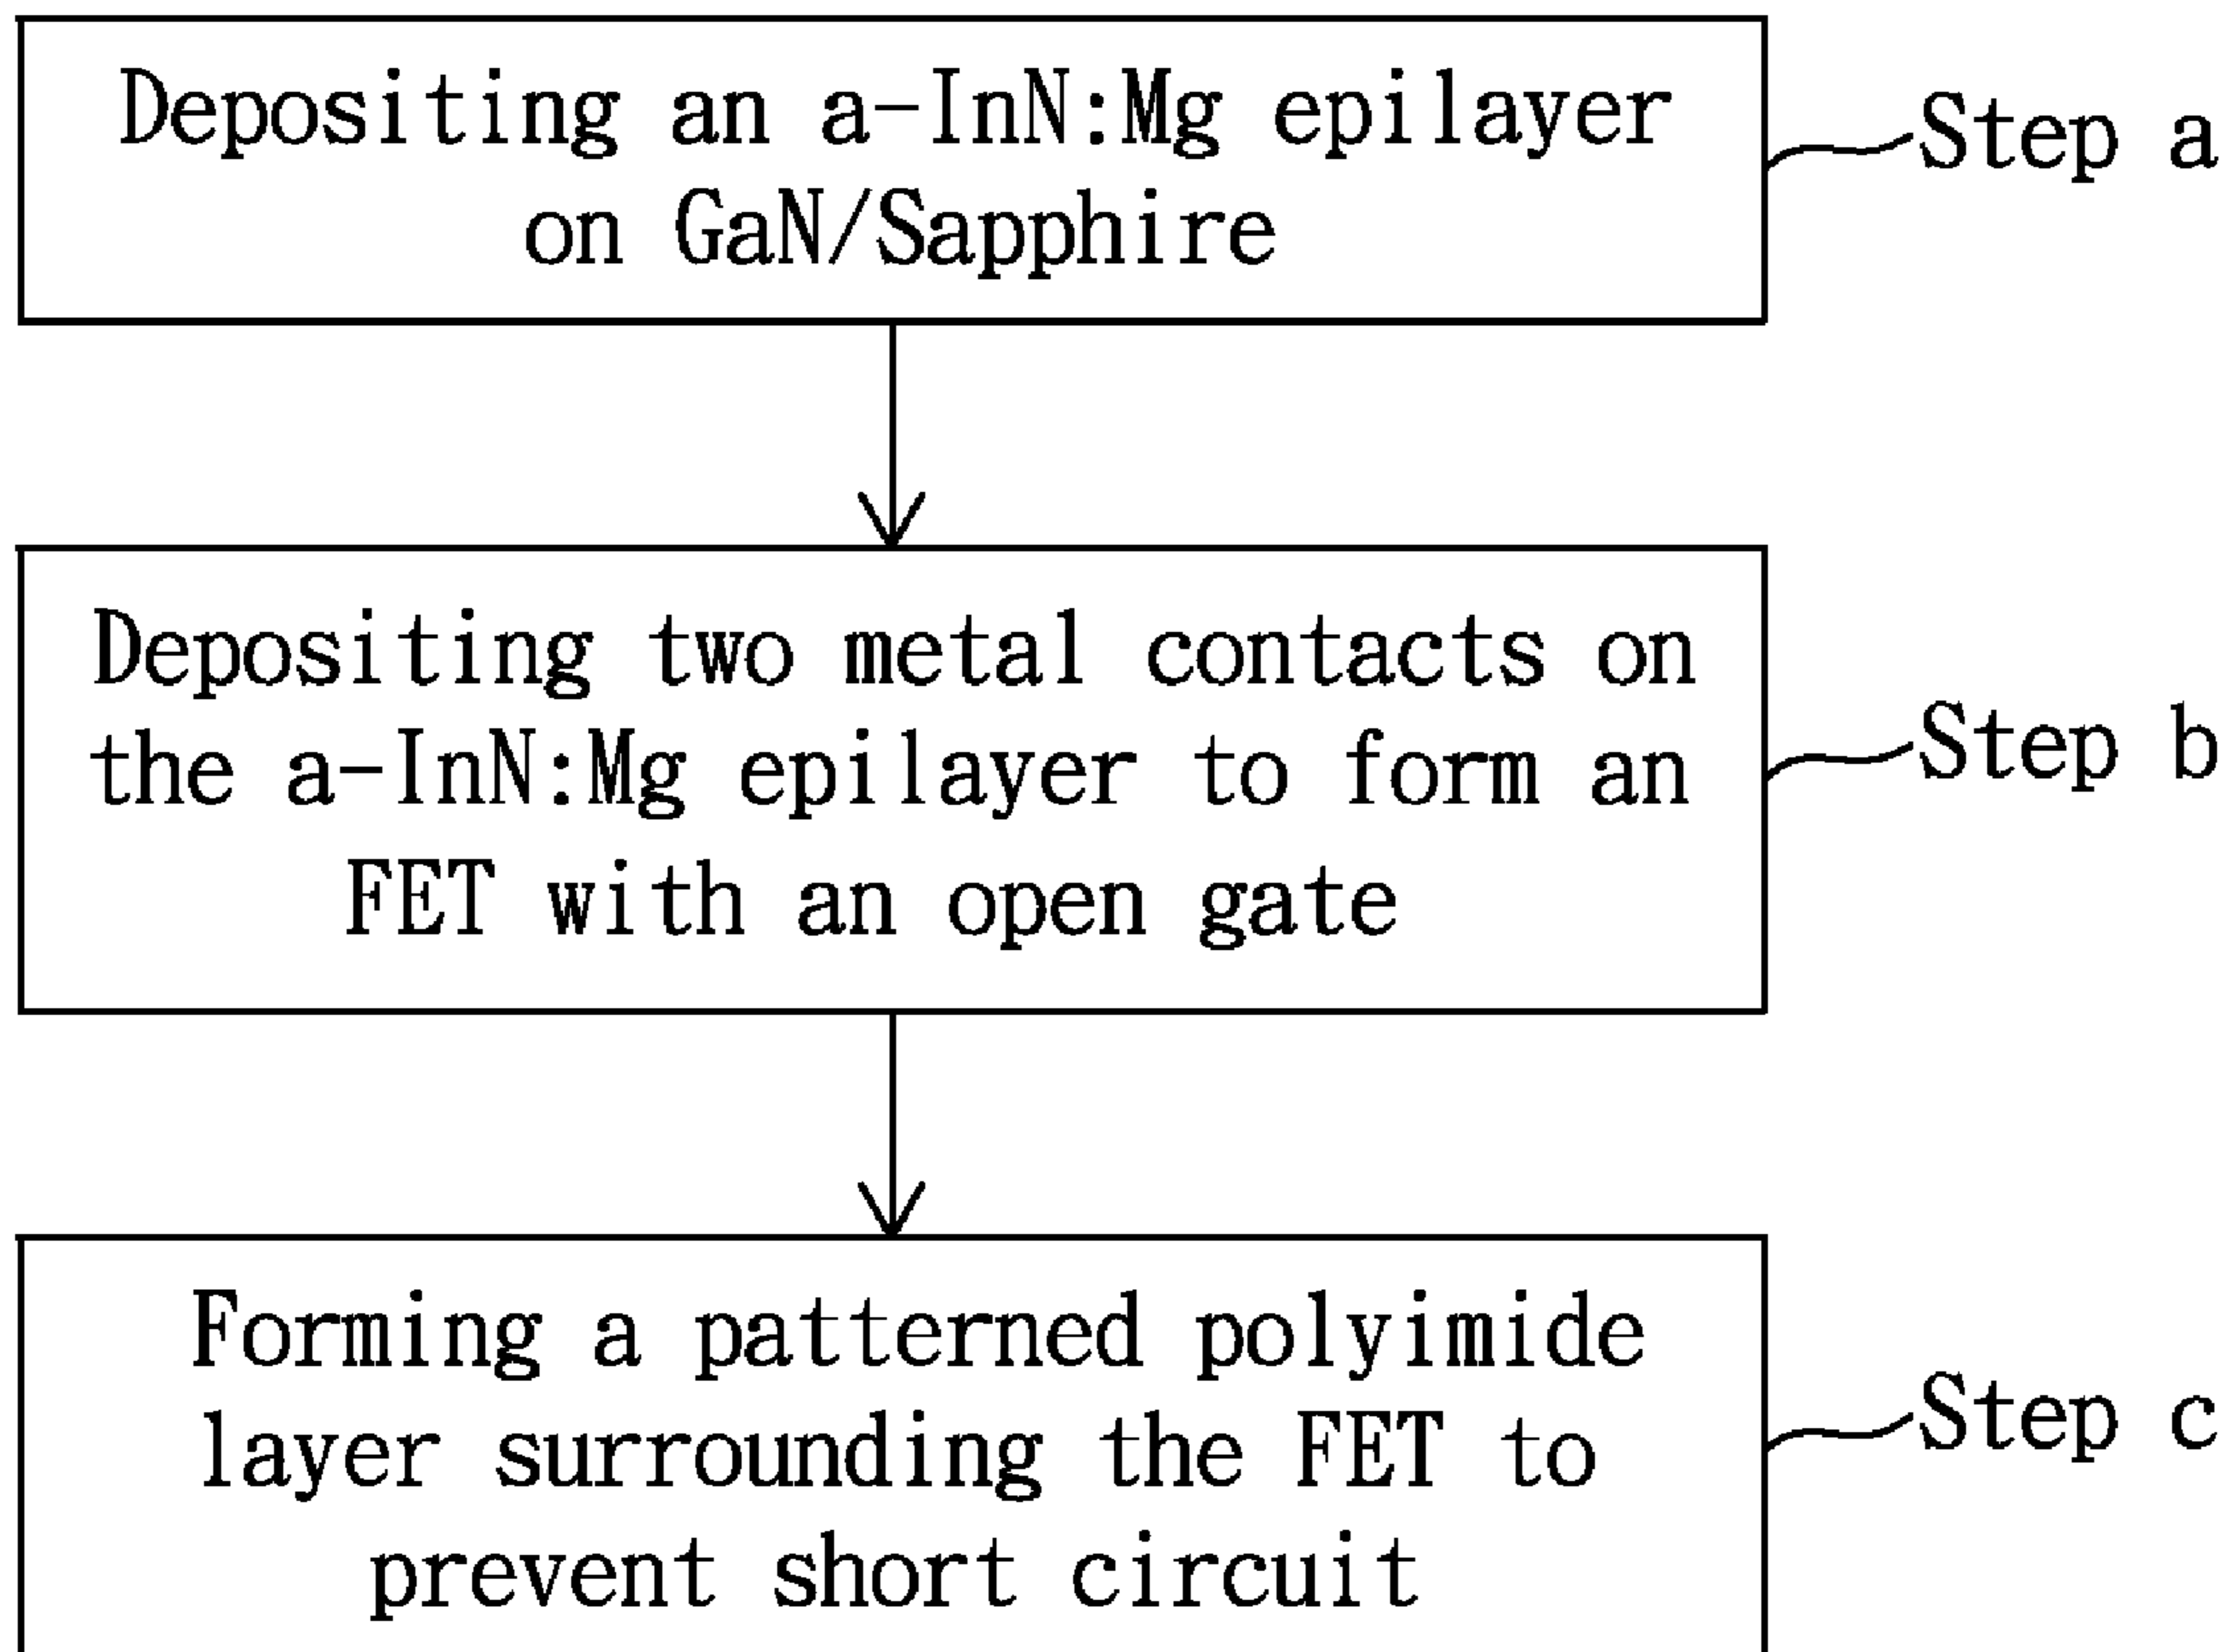 Depositing an a-InN:Mg epilayer
on GaN/Sapphire
Step a
Depositing two metal contacts on
the a-InN:Mg epilayer to form an
FET with an open gate
Step b
Forming a patterned polyimide
layer surrounding the FET to
prevent short circuit
Step c